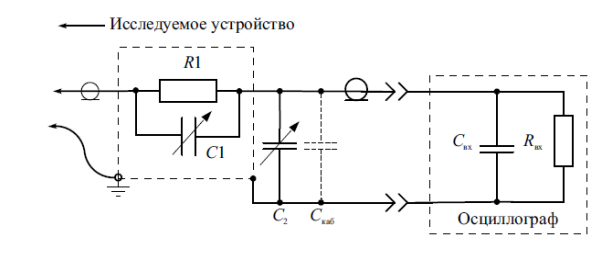 Исследуемое устройство
R1
C1
Cвх
Rвх
C2
Cкаб
Осциллограф